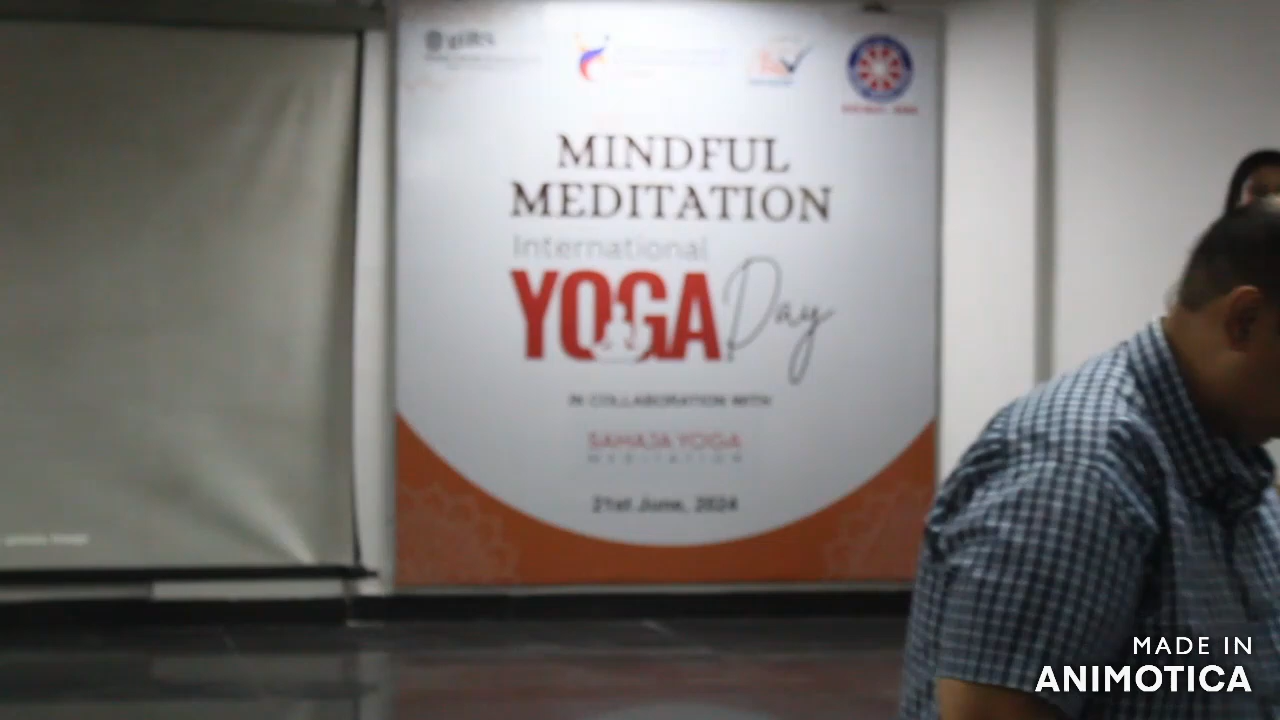 MINDFUL
MEDITATION
International
YOGA Day
IN COLLABORATION WITH
SAHAJA YOGA
MEDITATION
21st June, 2024
MADE IN
ANIMOTICA